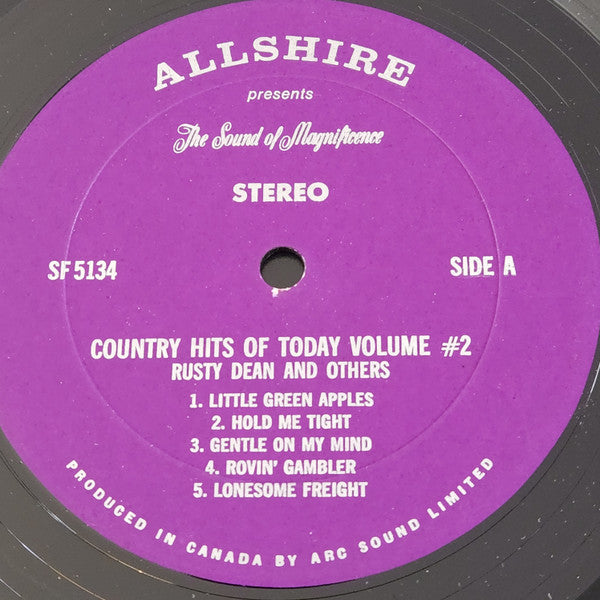 ALLSHIRE
presents
The Sound of Magnificence
STEREO
SF 5134
SIDE A
COUNTRY HITS OF TODAY VOLUME #2
RUSTY DEAN AND OTHERS
1. LITTLE GREEN APPLES
2. HOLD ME TIGHT
3. GENTLE ON MY MIND
4. ROVIN' GAMBLER
5. LONESOME FREIGHT
PRODUCED IN CANADA BY ARC SOUND LIMITED